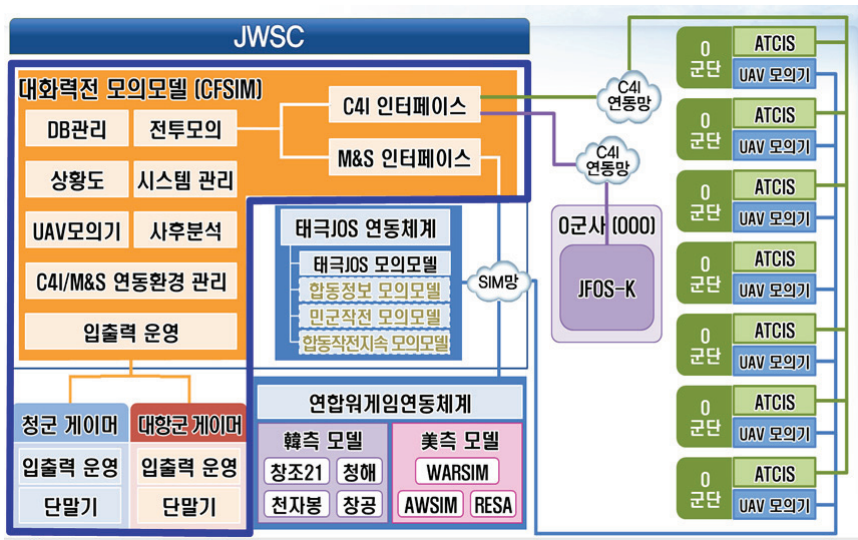 JWSC
대화력전 모의모델 (CFSIM)
DB관리
전투모의
C4I 인터페이스
M&S 인터페이스
상황도
시스템 관리
UAV모의기
사후분석
C4I/M&S 연동환경 관리
입출력 운영
태극JOS 연동체계
태극JOS 모의모델
합동정보 모의모델
민군작전 모의모델
합동작전지속 모의모델
SIM망
C4I
연동망
C4I
연동망
0군사 (000)
JFOS-K
청군 게이머
입출력 운영
단말기
대항군 게이머
입출력 운영
단말기
연합워게임연동체계
韓측 모델
창조21
청해
천자봉
창공
美측 모델
WARSIM
AWSIM
RESA
0
군단
ATCIS
UAV 모의기
0
군단
ATCIS
UAV 모의기
0
군단
ATCIS
UAV 모의기
0
군단
ATCIS
UAV 모의기
0
군단
ATCIS
UAV 모의기
0
군단
ATCIS
UAV 모의기
0
군단
ATCIS
UAV 모의기